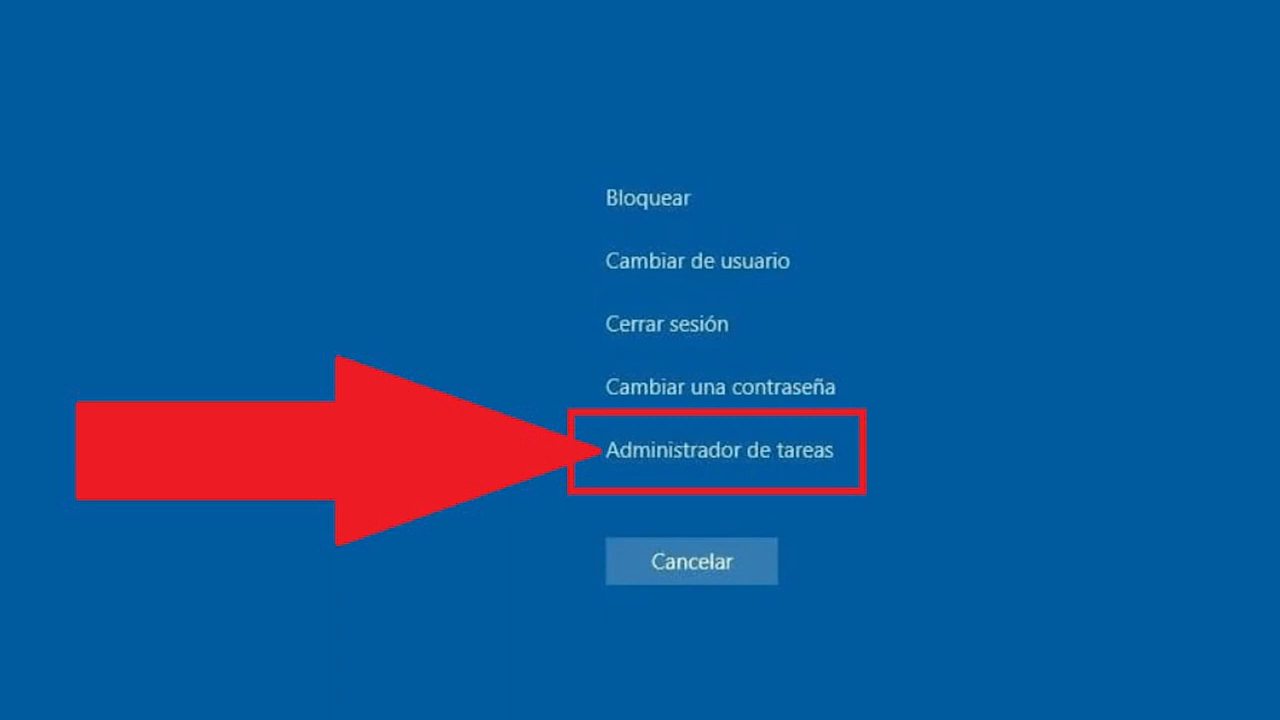 Bloquear
Cambiar de usuario
Cerrar sesión
Cambiar una contraseña
Administrador de tareas
Cancelar